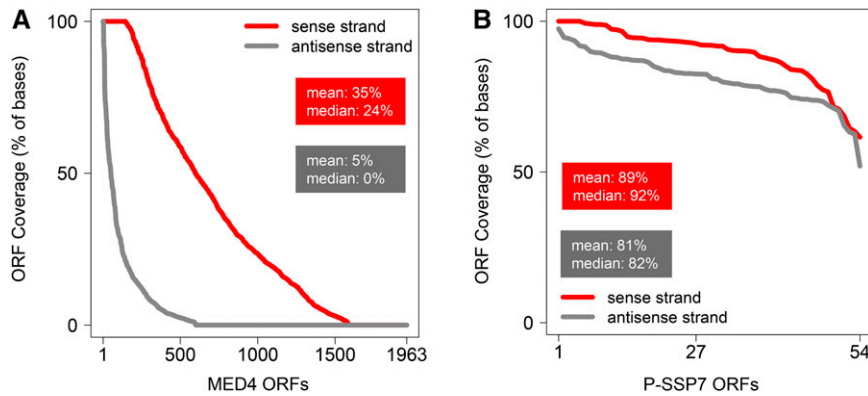 A
ORF Coverage (% of bases)
100
50
0
sense strand
antisense strand
mean: 35%
median: 24%
mean: 5%
median: 0%
1 500 1000 1500 1963
MED4 ORFs
B
ORF Coverage (% of bases)
100
50
0
mean: 89%
median: 92%
mean: 81%
median: 82%
sense strand
antisense strand
1 27 54
P-SSP7 ORFs